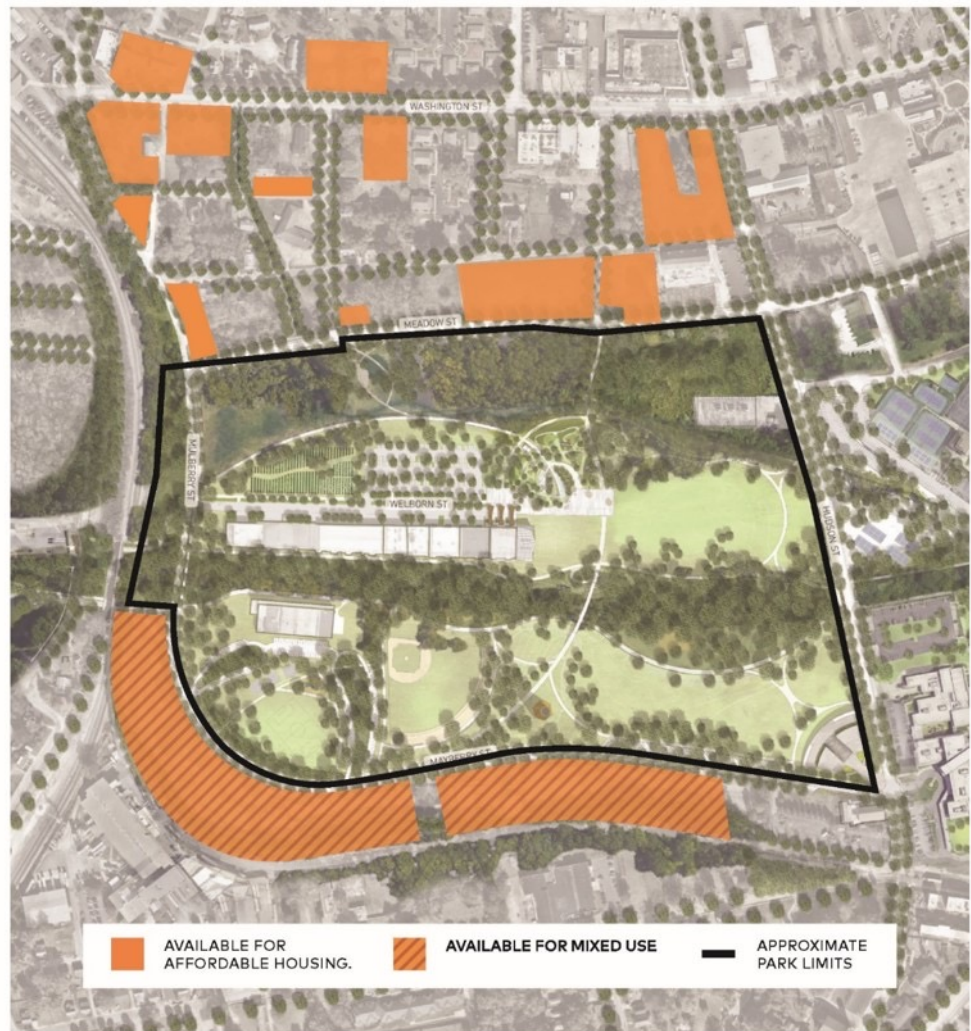 WASHINGTON ST
MEADOW ST
MULBERRY ST
WELBORN ST
HUDSON ST
MAYBERRY ST
AVAILABLE FOR
AFFORDABLE HOUSING.
AVAILABLE FOR MIXED USE
APPROXIMATE
PARK LIMITS